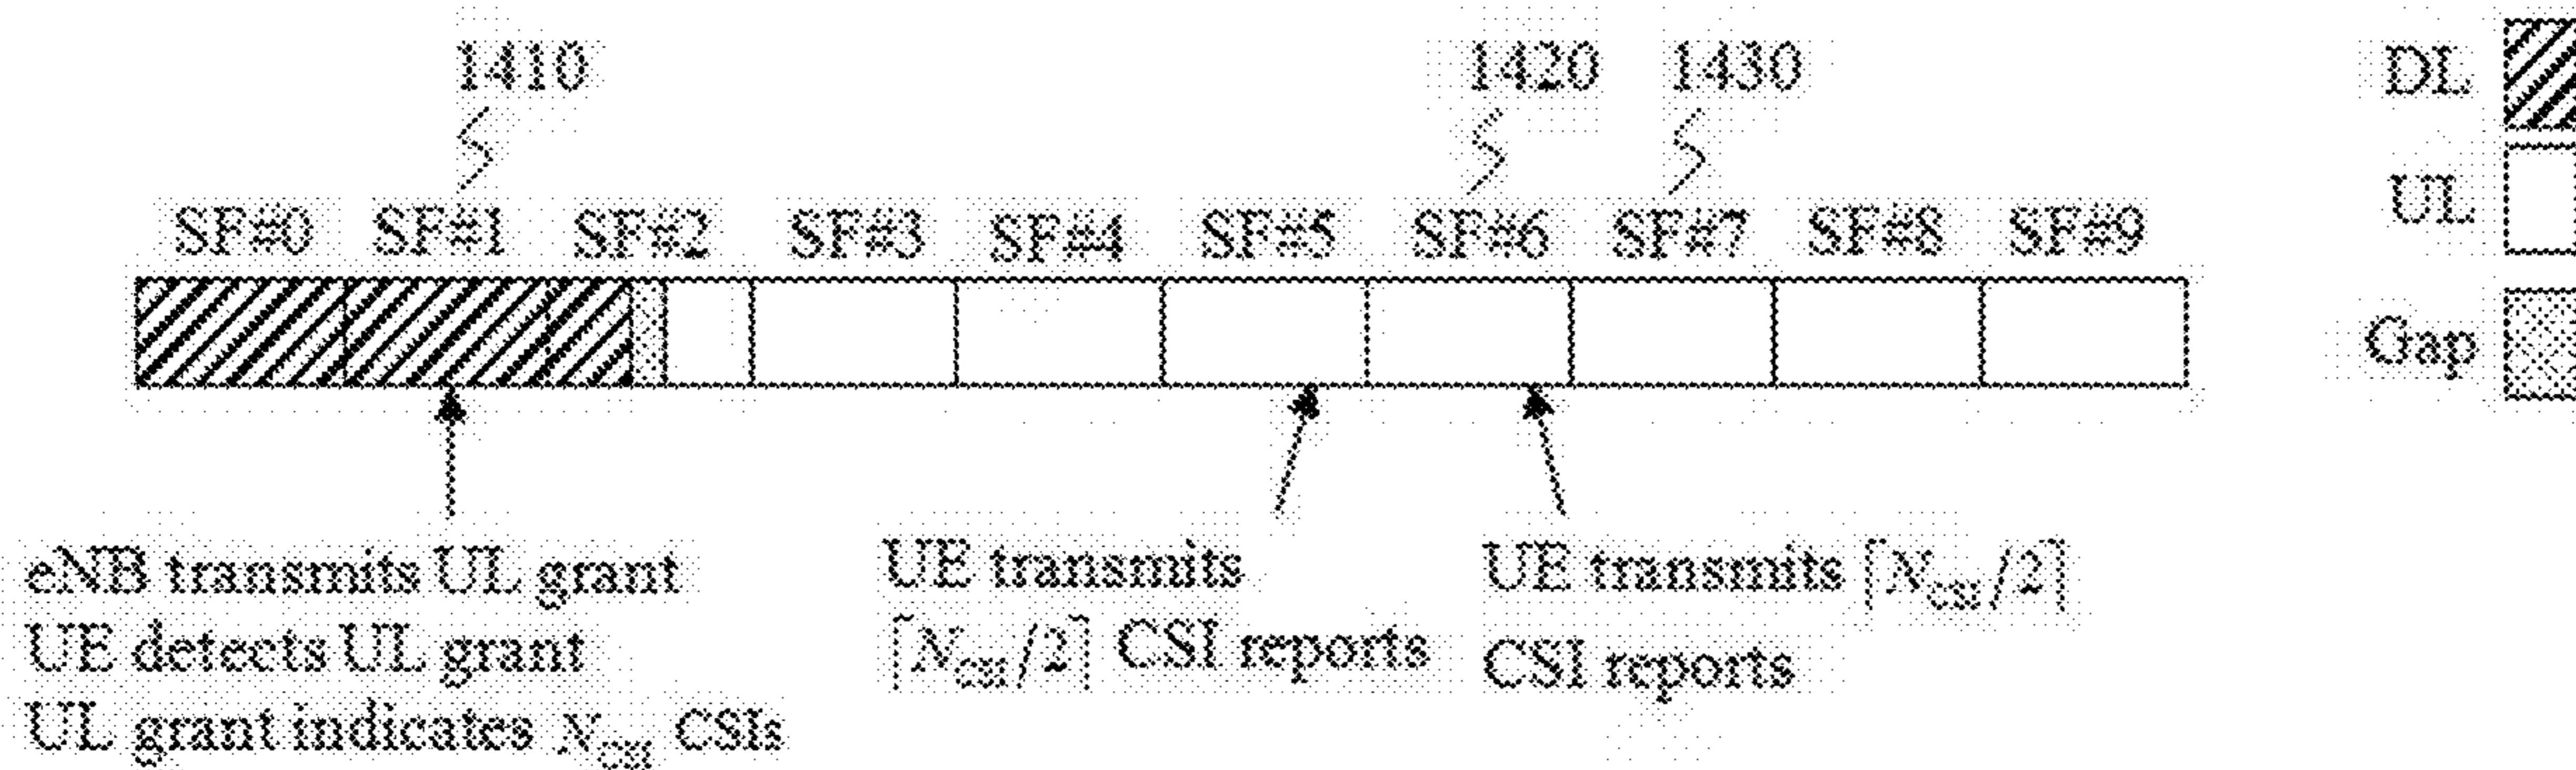 1410
1420 1430
DL
UL
Gap
SF#0 SF#1 SF#2 SF#3 SF#4 SF#5 SF#6 SF#7 SF#8 SF#9
eNB transmits UL grant
UE detects UL grant
UL grant indicates N_CSI CSIs
UE transmits
⌈N_CSI/2⌉ CSI reports
UE transmits ⌈N_CSI/2⌉
CSI reports